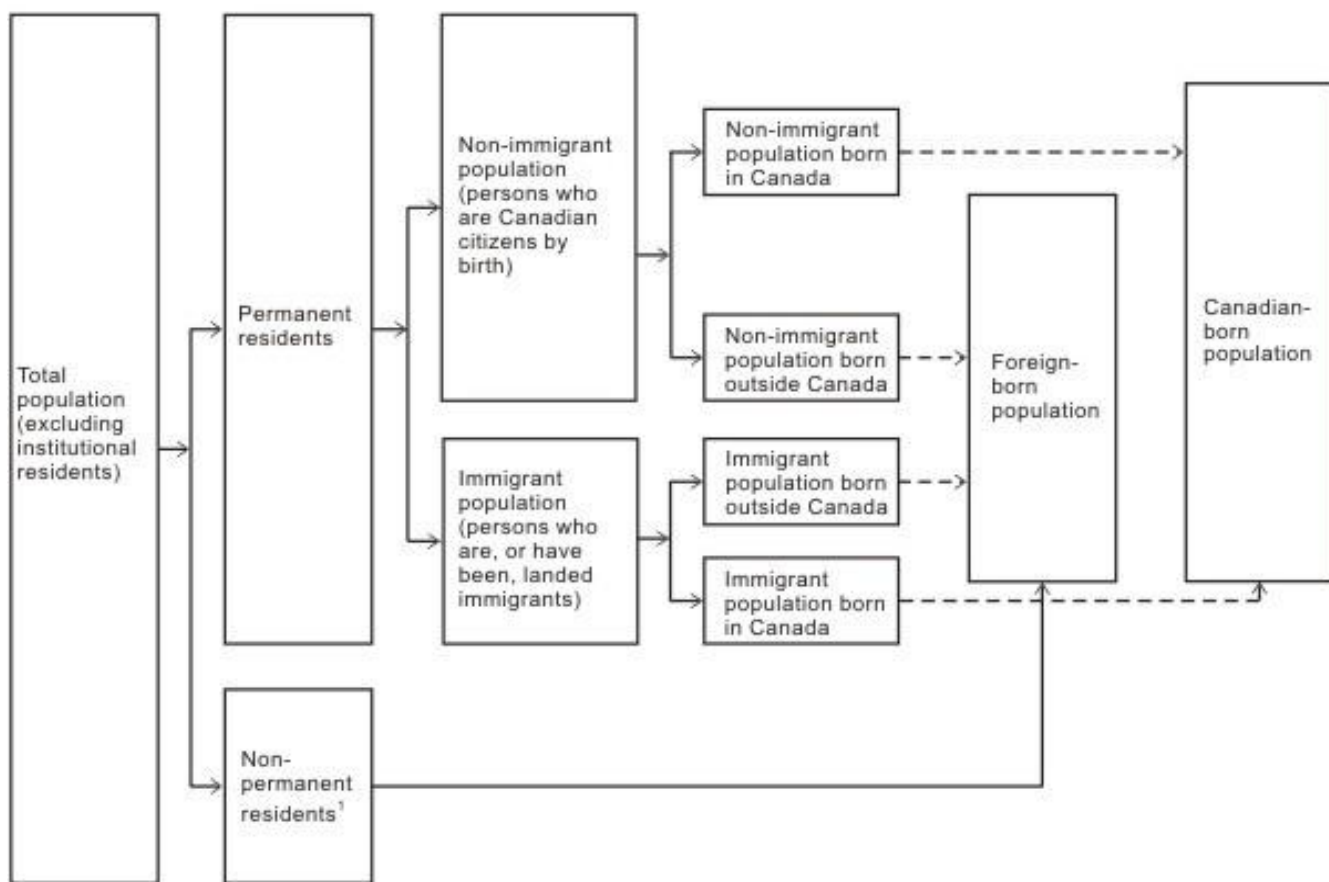 Total
population
(excluding
institutional
residents)
Permanent
residents
Non-
permanent
residents¹
Non-immigrant
population
(persons who
are Canadian
citizens by
birth)
Immigrant
population
(persons who
are, or have
been, landed
immigrants)
Non-immigrant
population born
in Canada
Non-immigrant
population born
outside Canada
Immigrant
population born
outside Canada
Immigrant
population born
in Canada
Foreign-
born
population
Canadian-
born
population